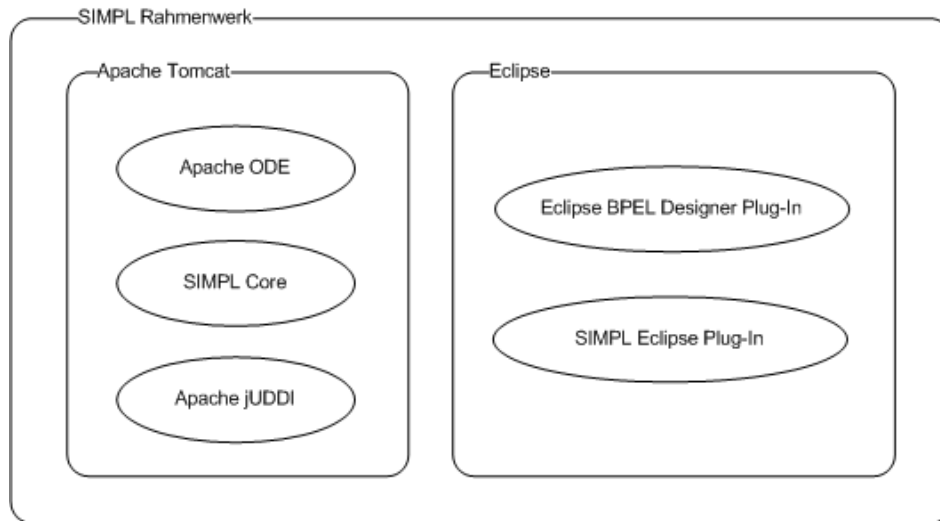 SIMPL Rahmenwerk
Apache Tomcat
Apache ODE
SIMPL Core
Apache jUDDI
Eclipse
Eclipse BPEL Designer Plug-In
SIMPL Eclipse Plug-In